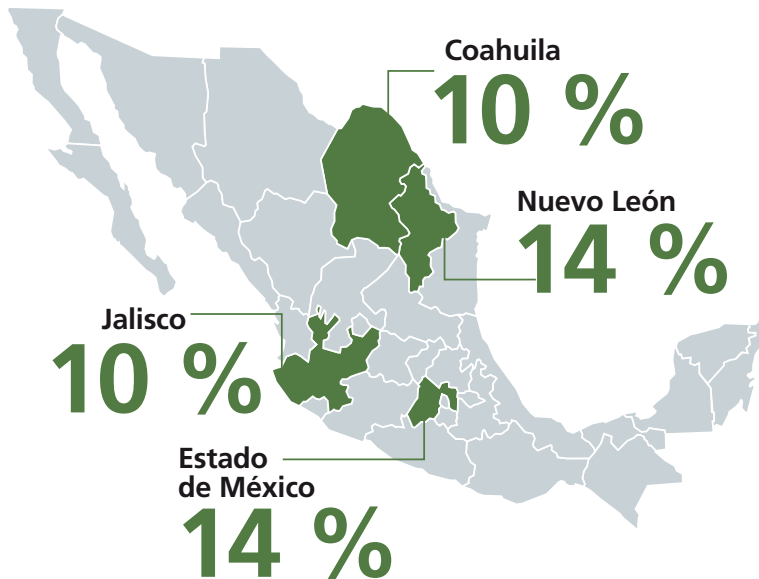 Coahuila
10 %
Nuevo León
14 %
Jalisco
10 %
Estado
de México
14 %